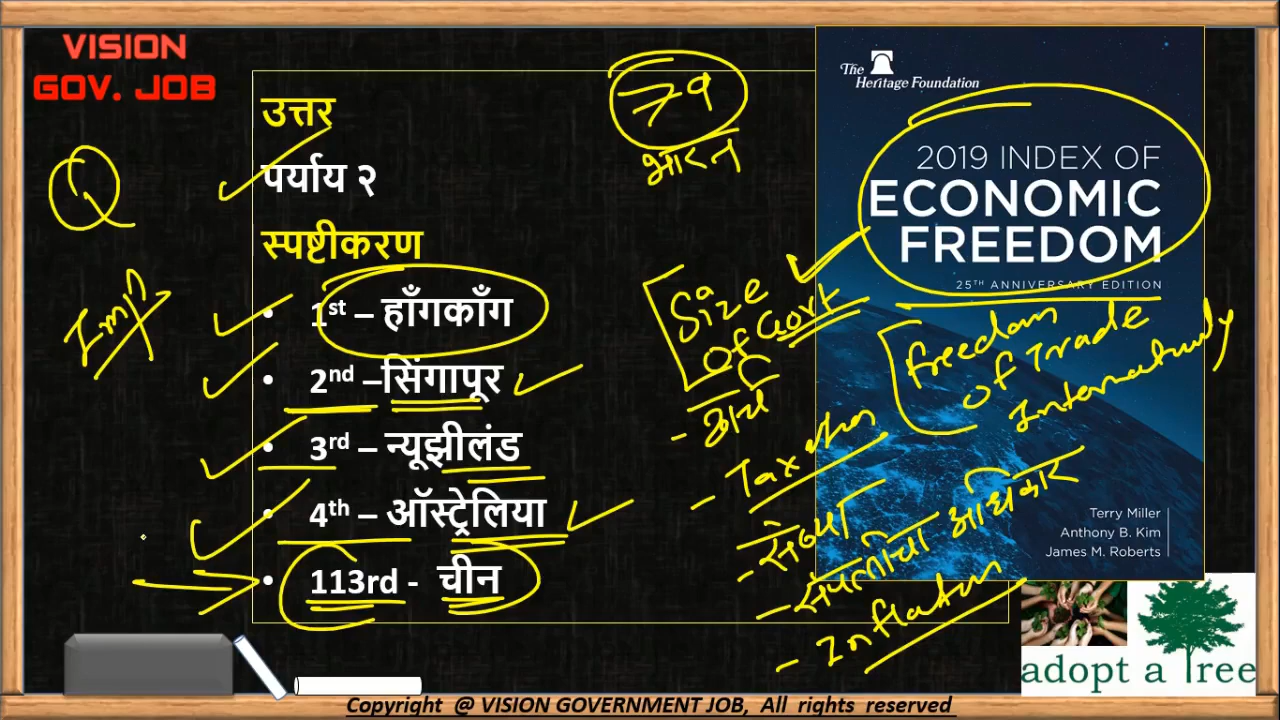 VISION
GOV. JOB
उत्तर
पर्याय २
स्पष्टीकरण
• 1st – हाँगकाँग
• 2nd –सिंगापूर
• 3rd – न्यूझीलंड
• 4th – ऑस्ट्रेलिया
• 113rd - चीन
Q
Imp
७९
भारत
The
Heritage Foundation
2019 INDEX OF
ECONOMIC
FREEDOM
25TH ANNIVERSARY EDITION
Size
Of Govt
- Taxation
Freedom
of Trade
- Inflation
Terry Miller
Anthony B. Kim
James M. Roberts
adopt a Tree
Copyright @ VISION GOVERNMENT JOB, All rights reserved